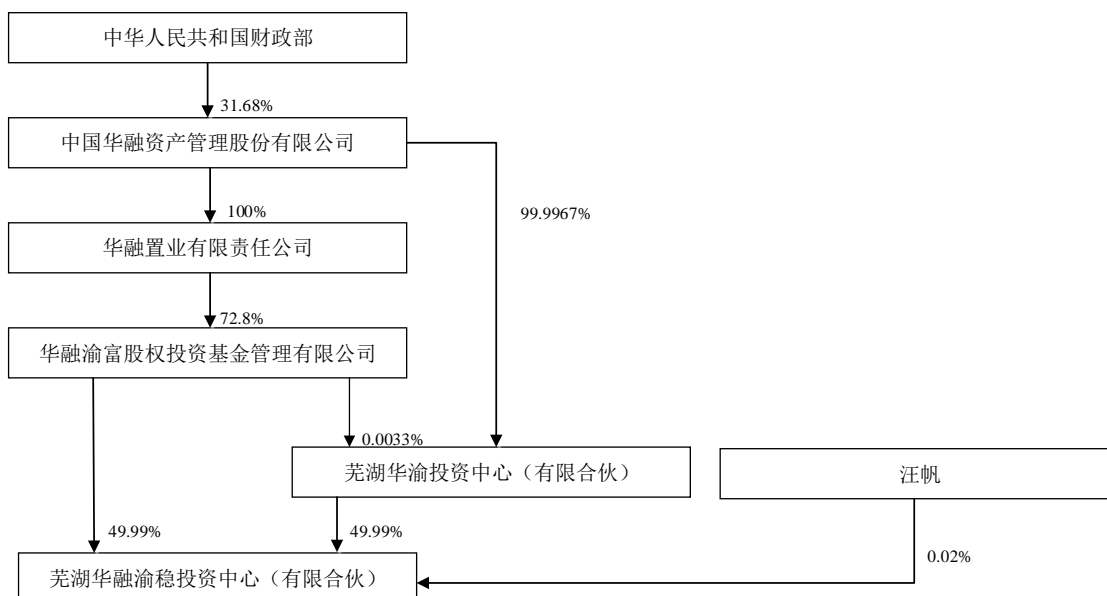 中华人民共和国财政部
31.68%
中国华融资产管理股份有限公司
100%
99.9967%
华融置业有限责任公司
72.8%
华融渝富股权投资基金管理有限公司
0.0033%
芜湖华渝投资中心（有限合伙）
汪帆
49.99%
49.99%
0.02%
芜湖华融渝稳投资中心（有限合伙）